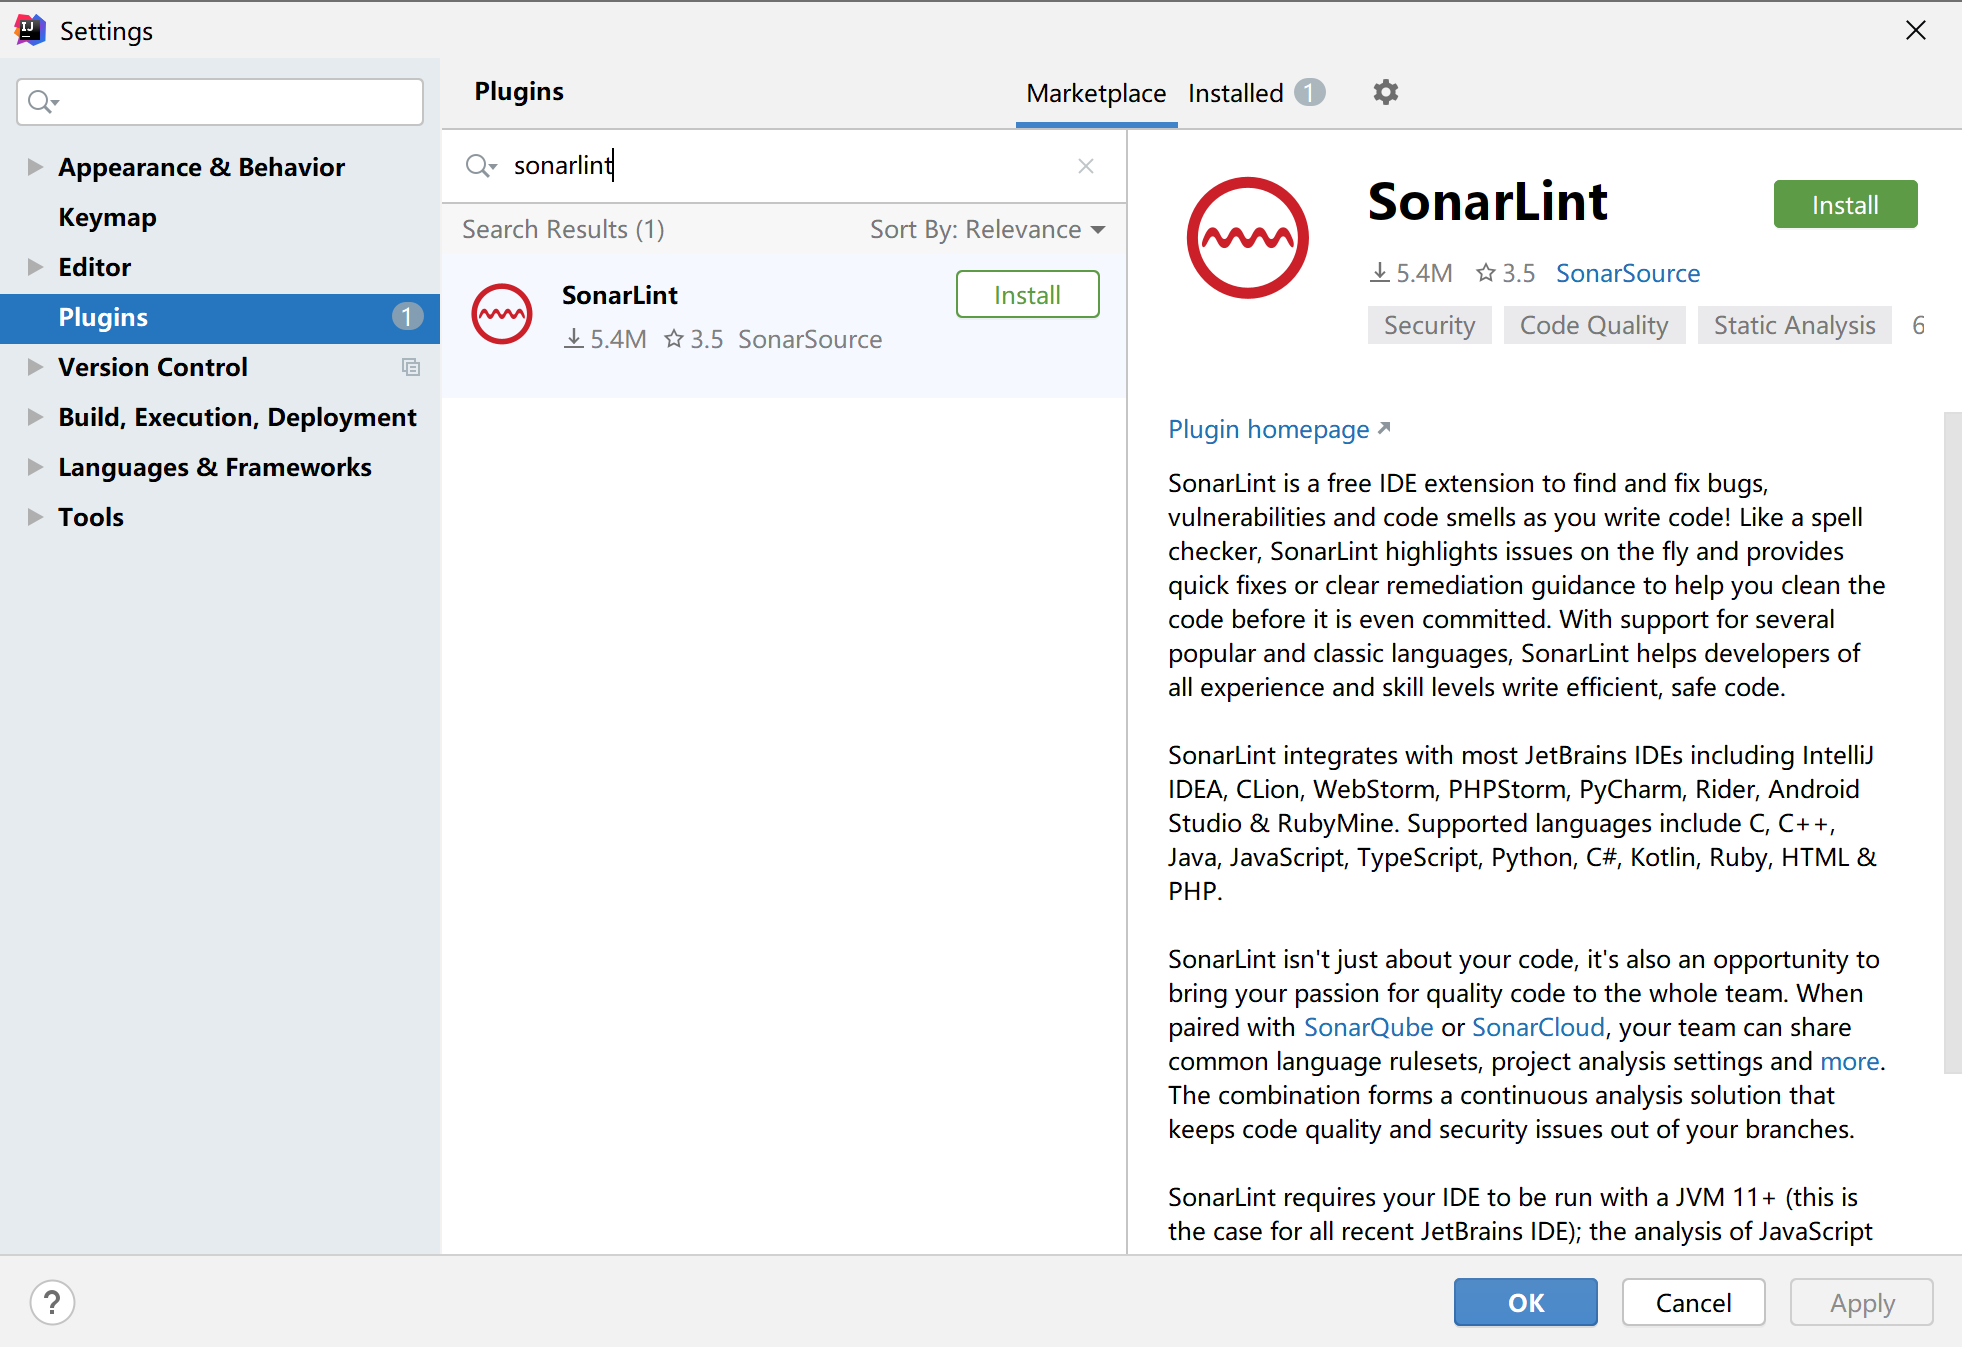 IJ
Settings
Appearance & Behavior
Keymap
Editor
Plugins
1
Version Control
Build, Execution, Deployment
Languages & Frameworks
Tools
Plugins
Marketplace
Installed 1
sonarlint
Search Results (1)
Sort By: Relevance
SonarLint
Install
5.4M 3.5 SonarSource
SonarLint
Install
5.4M 3.5 SonarSource
Security Code Quality Static Analysis 6
Plugin homepage
SonarLint is a free IDE extension to find and fix bugs,
vulnerabilities and code smells as you write code! Like a spell
checker, SonarLint highlights issues on the fly and provides
quick fixes or clear remediation guidance to help you clean the
code before it is even committed. With support for several
popular and classic languages, SonarLint helps developers of
all experience and skill levels write efficient, safe code.
SonarLint integrates with most JetBrains IDEs including IntelliJ
IDEA, CLion, WebStorm, PHPStorm, PyCharm, Rider, Android
Studio & RubyMine. Supported languages include C, C++,
Java, JavaScript, TypeScript, Python, C#, Kotlin, Ruby, HTML &
PHP.
SonarLint isn't just about your code, it's also an opportunity to
bring your passion for quality code to the whole team. When
paired with SonarQube or SonarCloud, your team can share
common language rulesets, project analysis settings and more.
The combination forms a continuous analysis solution that
keeps code quality and security issues out of your branches.
SonarLint requires your IDE to be run with a JVM 11+ (this is
the case for all recent JetBrains IDE); the analysis of JavaScript
?
OK
Cancel
Apply